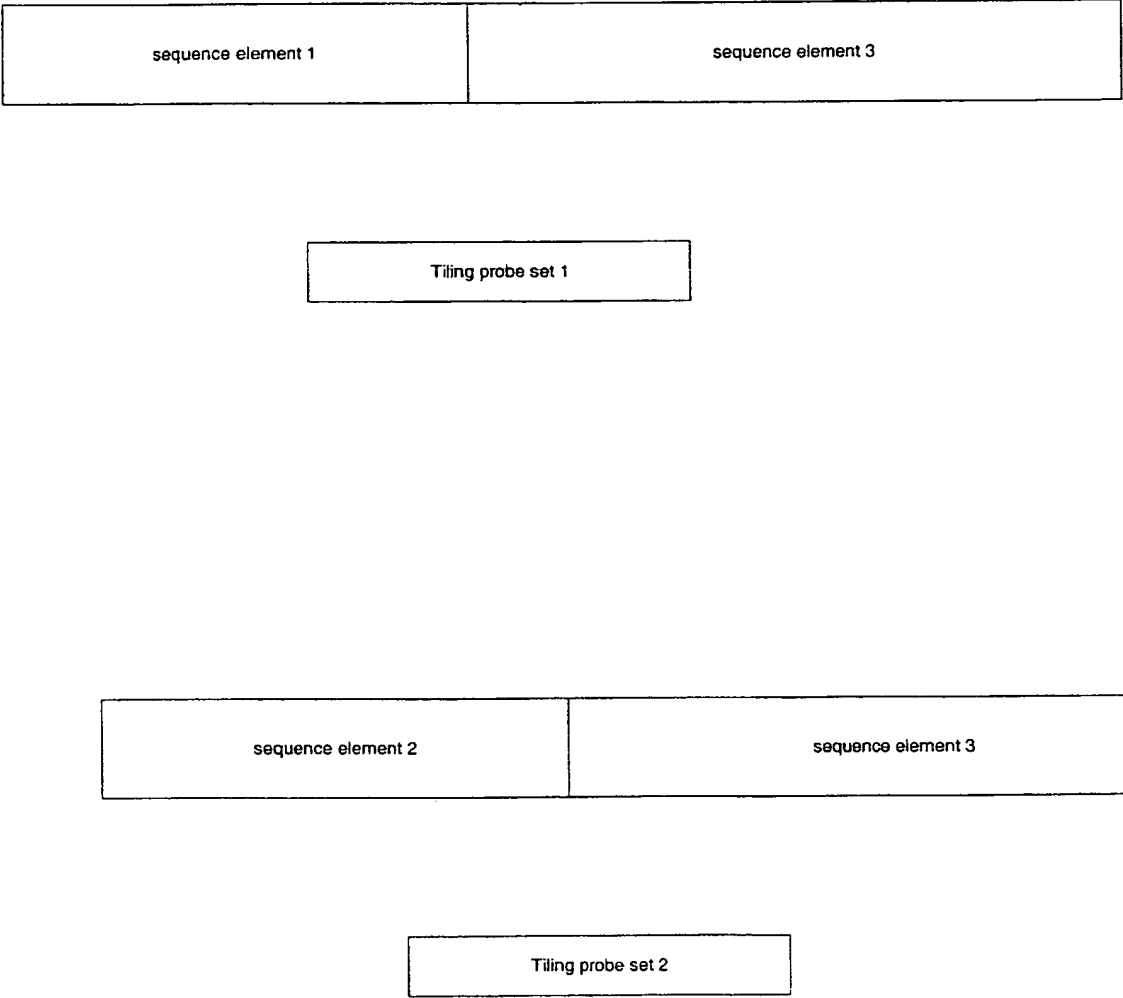 sequence element 1
sequence element 3
Tiling probe set 1
sequence element 2
sequence element 3
Tiling probe set 2